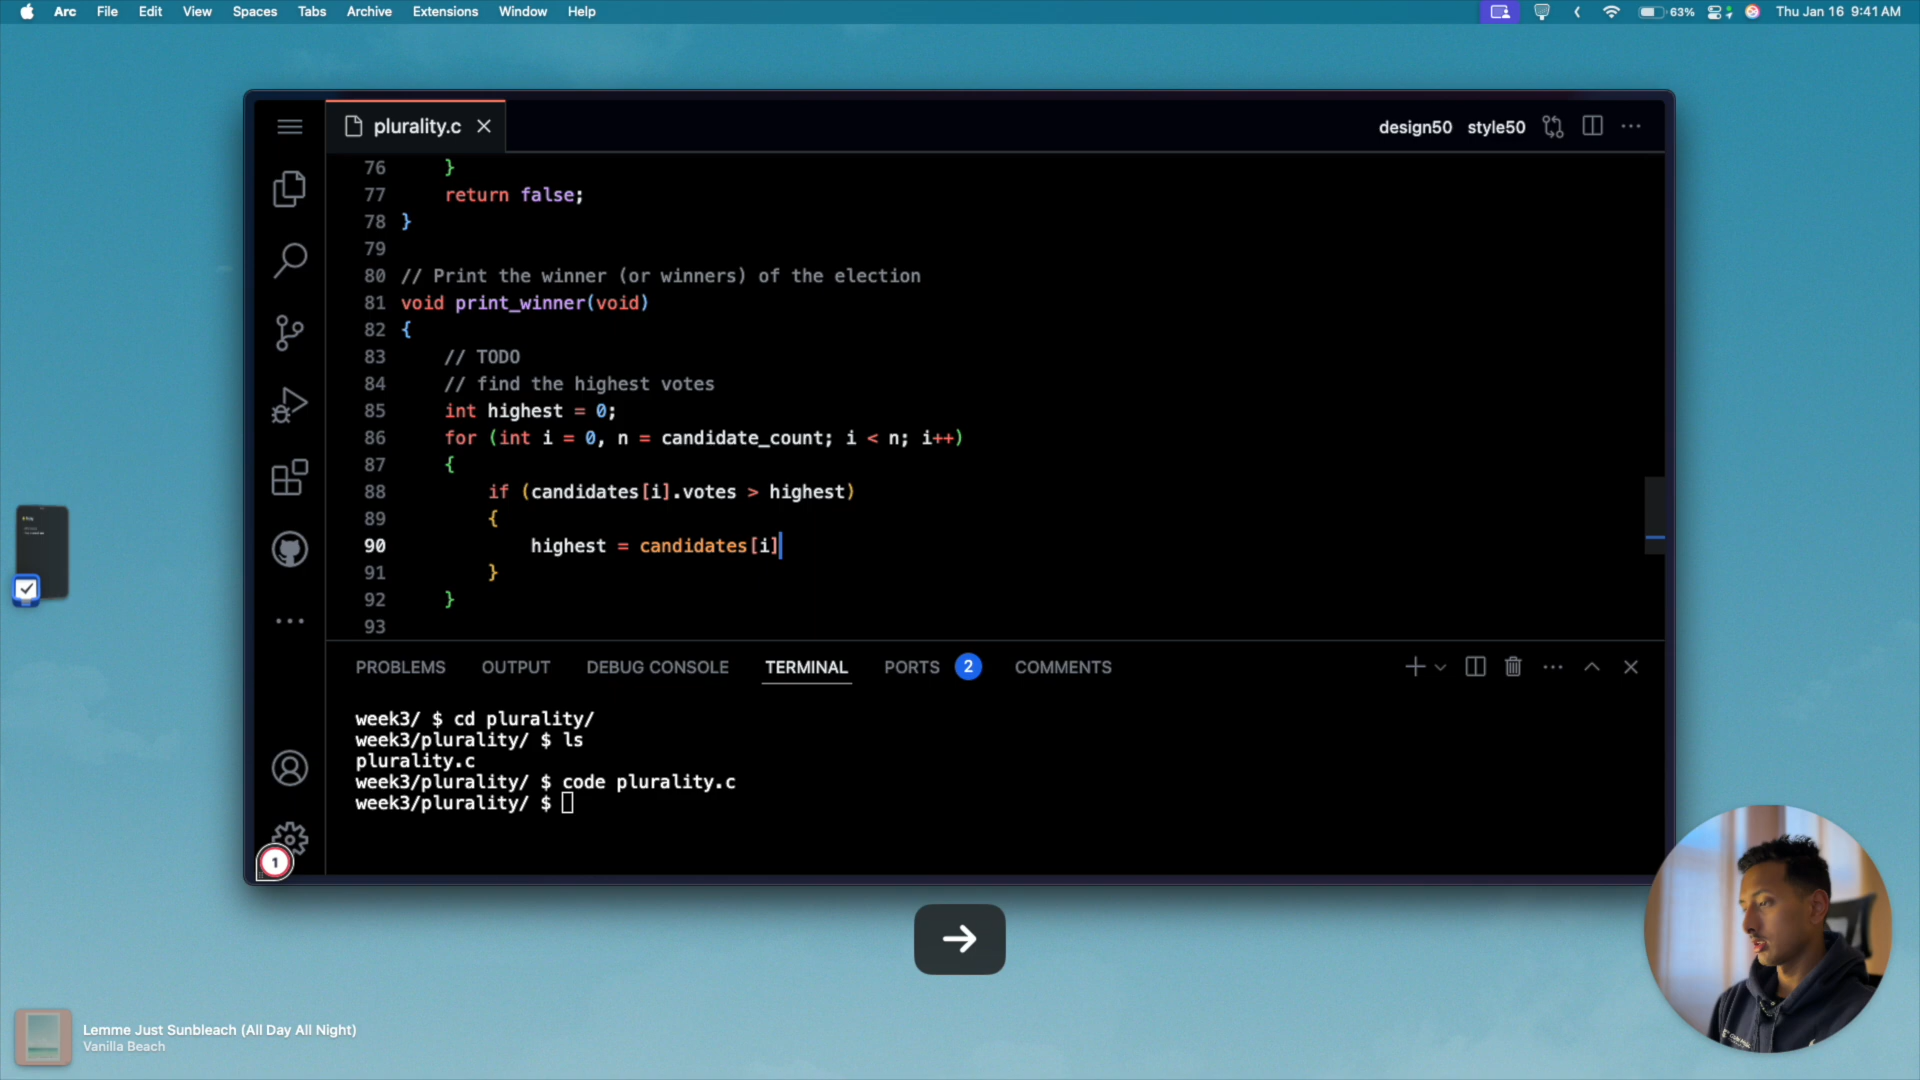 Arc File Edit View Spaces Tabs Archive Extensions Window Help 63% Thu Jan 16 9:41 AM
plurality.c design50 style50
76 }
77 return false;
78 }
79
80 // Print the winner (or winners) of the election
81 void print_winner(void)
82 {
83 // TODO
84 // find the highest votes
85 int highest = 0;
86 for (int i = 0, n = candidate_count; i < n; i++)
87 {
88 if (candidates[i].votes > highest)
89 {
90 highest = candidates[i]
91 }
92 }
93
PROBLEMS OUTPUT DEBUG CONSOLE TERMINAL PORTS 2 COMMENTS
week3/ $ cd plurality/
week3/plurality/ $ ls
plurality.c
week3/plurality/ $ code plurality.c
week3/plurality/ $
1
Lemme Just Sunbleach (All Day All Night)
Vanilla Beach